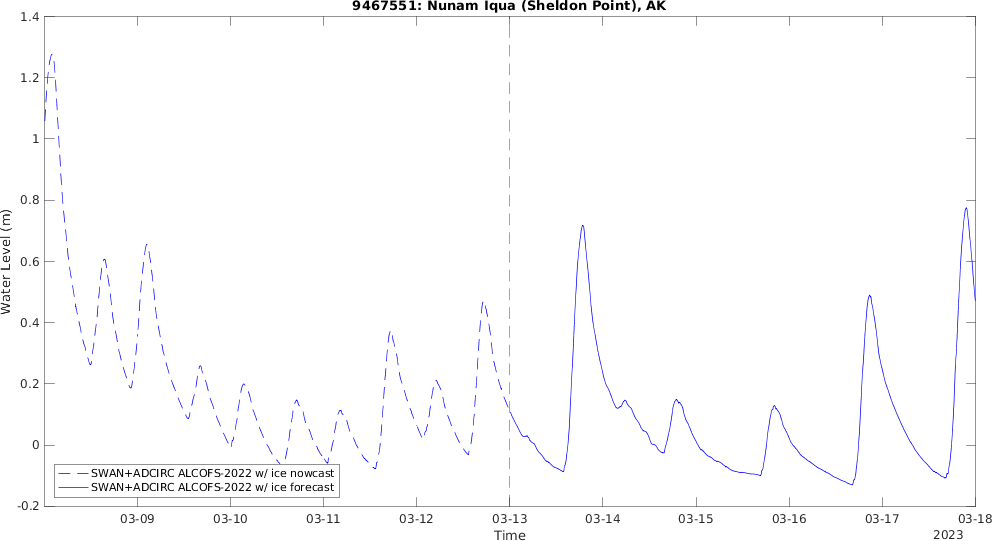 9467551: Nunam Iqua (Sheldon Point), AK
Water Level (m)
1.4
1.2
1
0.8
0.6
0.4
0.2
0
-0.2
SWAN+ADCIRC ALCOFS-2022 w/ ice nowcast
SWAN+ADCIRC ALCOFS-2022 w/ ice forecast
03-09 03-10 03-11 03-12 03-13 03-14 03-15 03-16 03-17 03-18
Time
2023